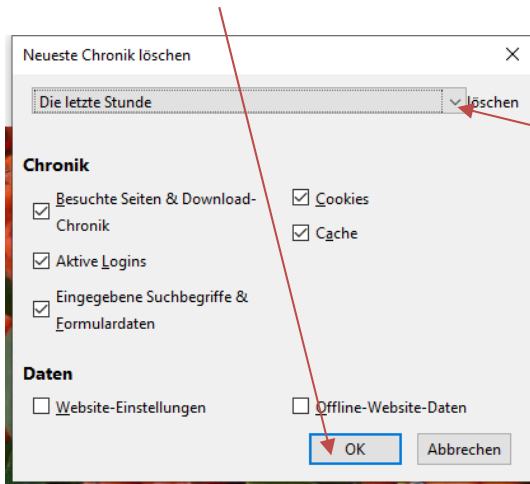 Neueste Chronik löschen
Die letzte Stunde löschen
Chronik
Besuchte Seiten & Download-
Chronik
Cookies
Cache
Aktive Logins
Eingegebene Suchbegriffe &
Formulardaten
Daten
Website-Einstellungen
Offline-Website-Daten
OK
Abbrechen